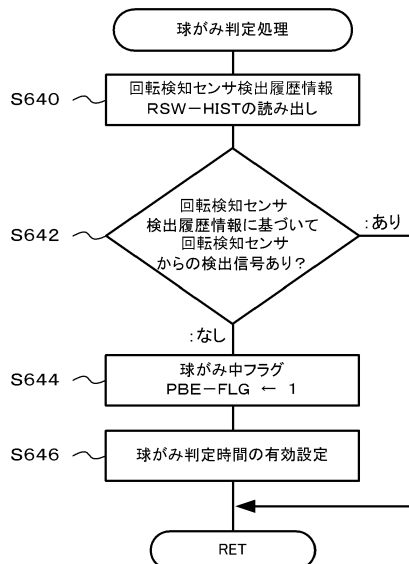 球がみ判定処理
S640
回転検知センサ検出履歴情報
RSW－HISTの読み出し
S642
回転検知センサ
検出履歴情報に基づいて
回転検知センサ
からの検出信号あり？
：あり
：なし
S644
球がみ中フラグ
PBE－FLG ← 1
S646
球がみ判定時間の有効設定
RET